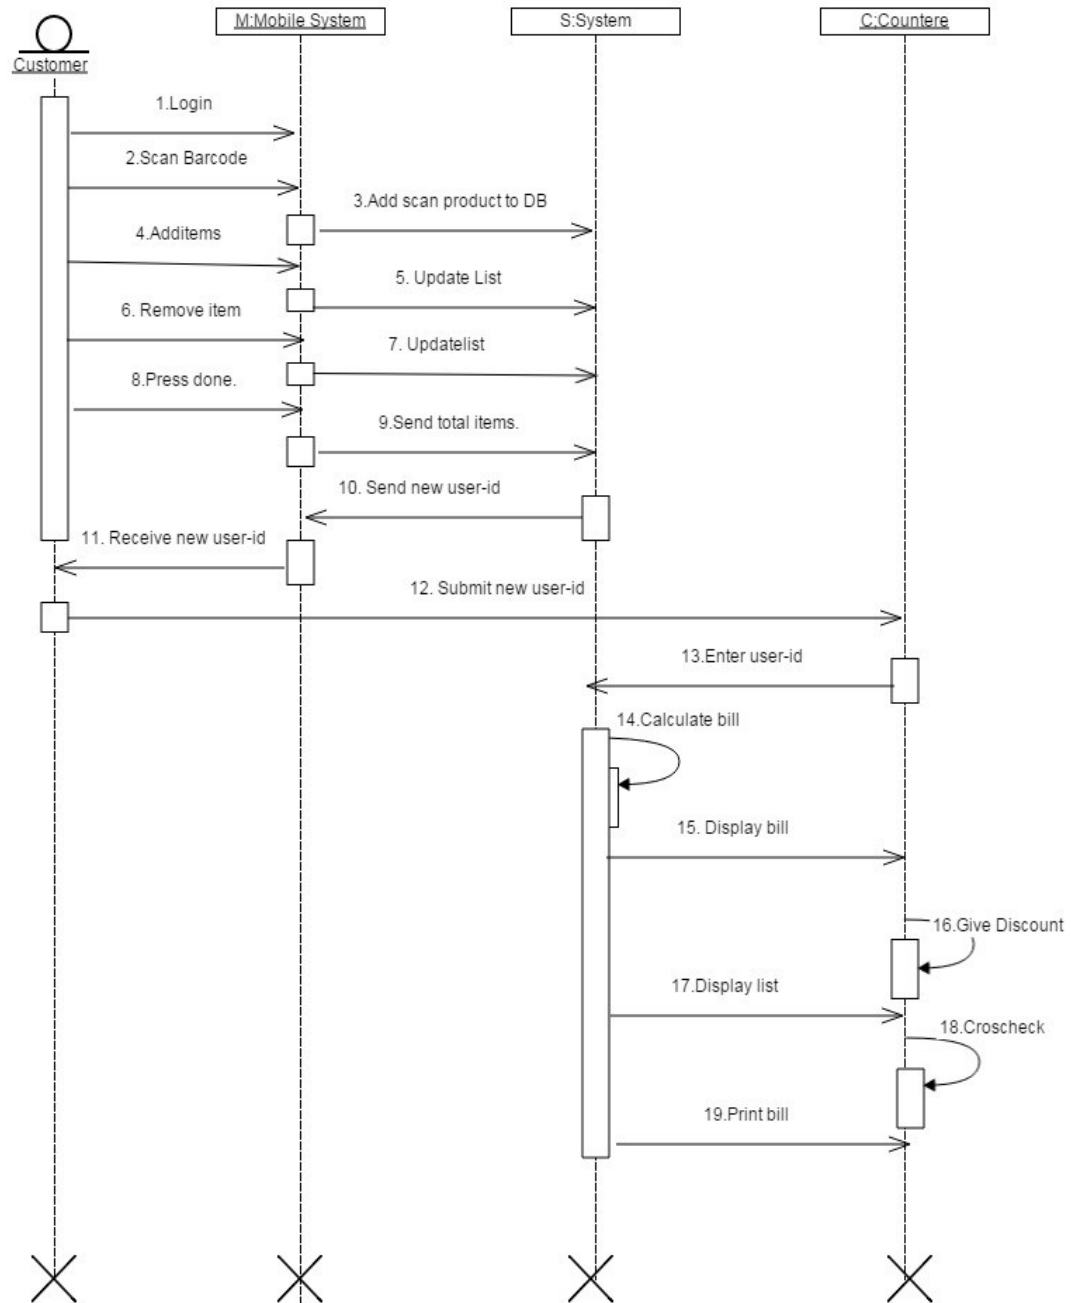 M:Mobile System
S:System
C;Countere
Customer
1.Login
2.Scan Barcode
3.Add scan product to DB
4.Additems
5. Update List
6. Remove item
7. Updatelist
8.Press done.
9.Send total items.
10. Send new user-id
11. Receive new user-id
12. Submit new user-id
13.Enter user-id
14.Calculate bill
15. Display bill
16.Give Discount
17.Display list
18.Croscheck
19.Print bill